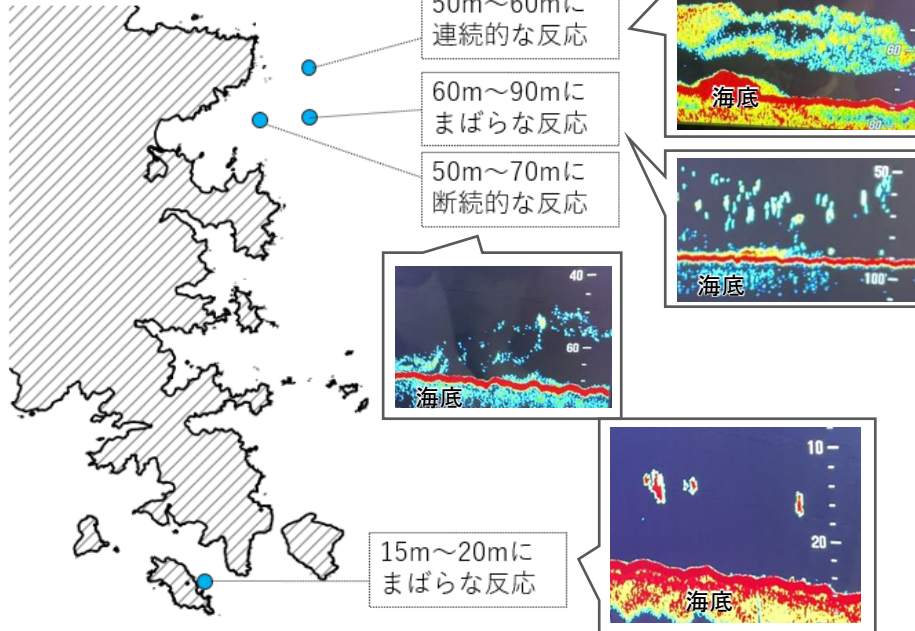 50m～60mに
連続的な反応
60m～90mに
まばらな反応
50m～70mに
断続的な反応
15m～20mに
まばらな反応
60
海底
80
50
100
海底
40
60
海底
10
20
海底